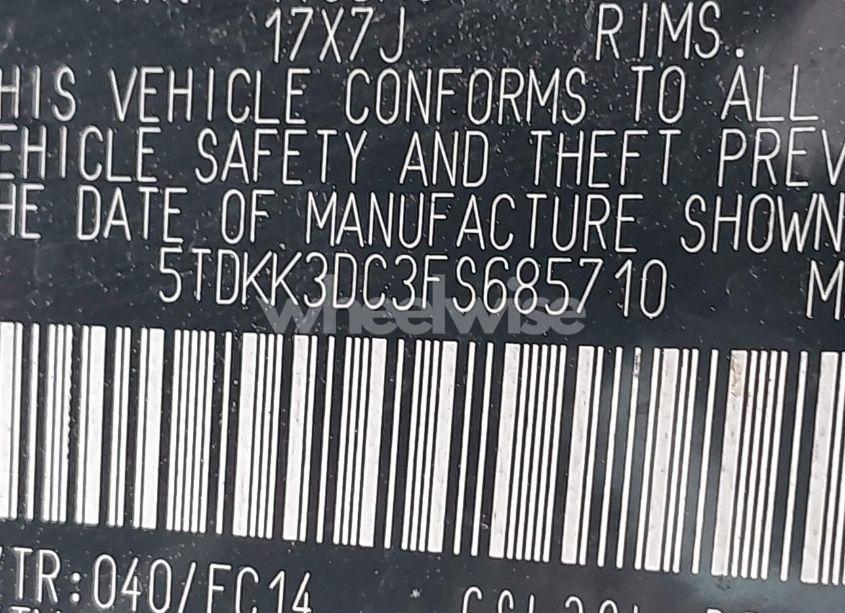 17X7J RIMS.
HIS VEHICLE CONFORMS TO ALL
EHICLE SAFETY AND THEFT PREV
HE DATE OF MANUFACTURE SHOWN
5TDKK3DC3FS685710 M
wheelwise
TR:040/FC14